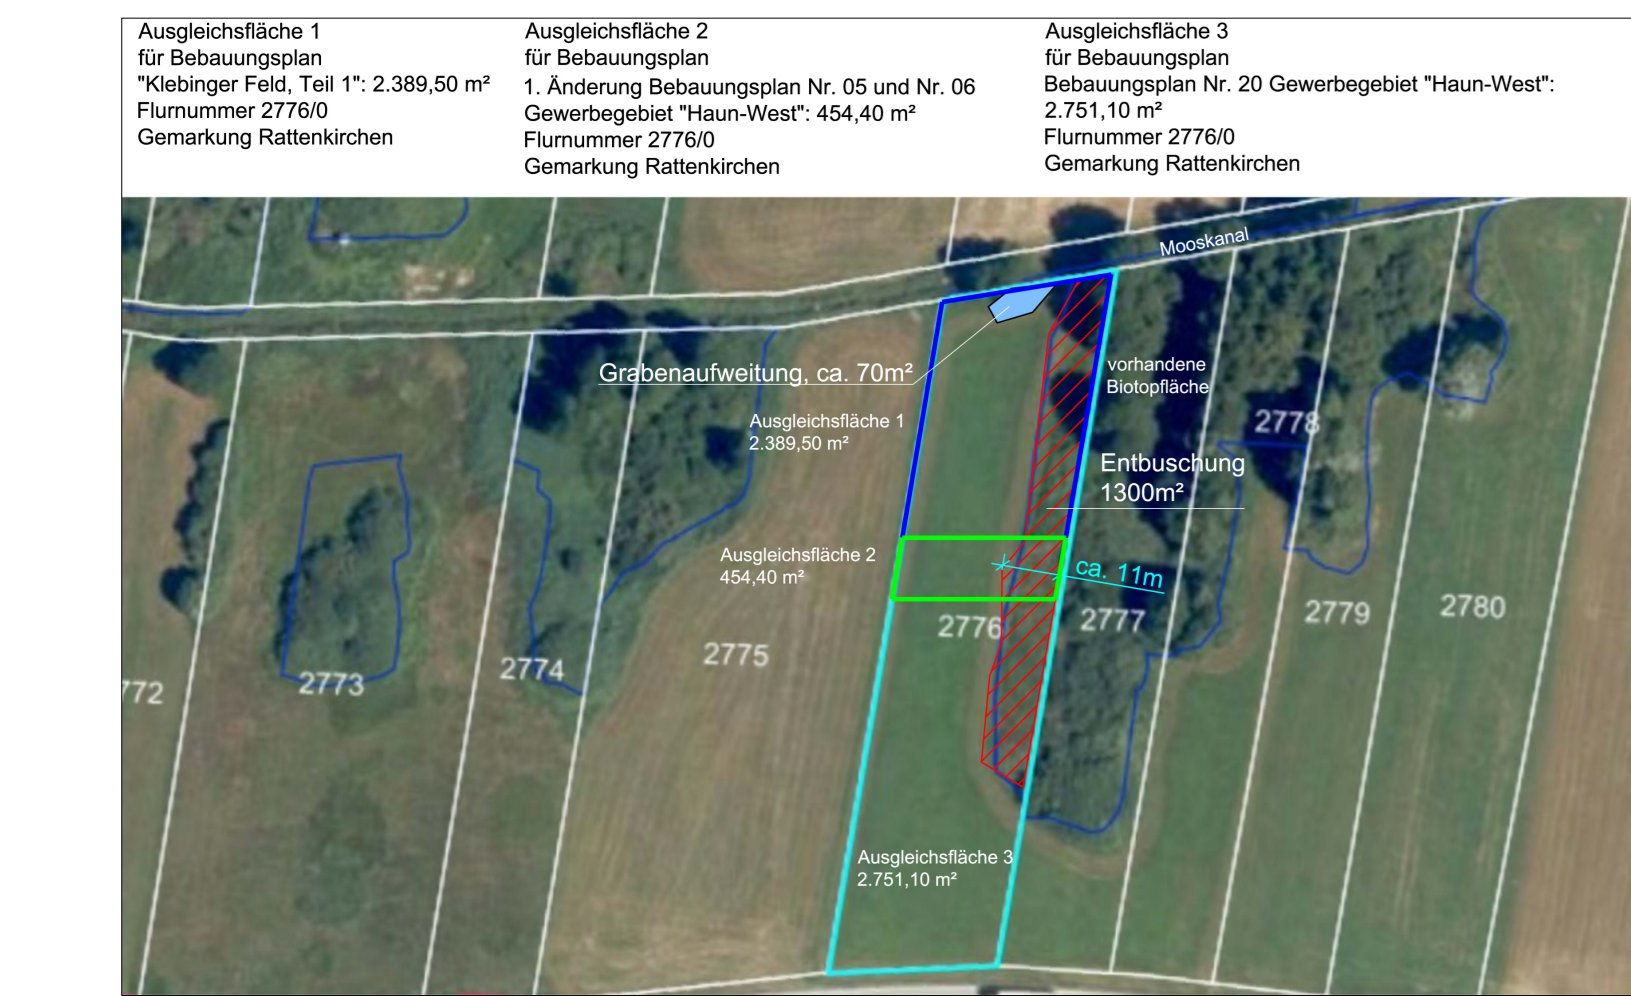 Ausgleichsfläche 1
für Bebauungsplan
"Klebinger Feld, Teil 1": 2.389,50 m²
Flurnummer 2776/0
Gemarkung Rattenkirchen
Ausgleichsfläche 2
für Bebauungsplan
1. Änderung Bebauungsplan Nr. 05 und Nr. 06
Gewerbegebiet "Haun-West": 454,40 m²
Flurnummer 2776/0
Gemarkung Rattenkirchen
Ausgleichsfläche 3
für Bebauungsplan
Bebauungsplan Nr. 20 Gewerbegebiet "Haun-West":
2.751,10 m²
Flurnummer 2776/0
Gemarkung Rattenkirchen
Mooskanal
Grabenaufweitung, ca. 70m²
vorhandene
Biotopfläche
Ausgleichsfläche 1
2.389,50 m²
2778
Entbuschung
1300m²
Ausgleichsfläche 2
454,40 m²
ca. 11m
2776
2777
2779
2780
2775
2774
2773
772
Ausgleichsfläche 3
2.751,10 m²